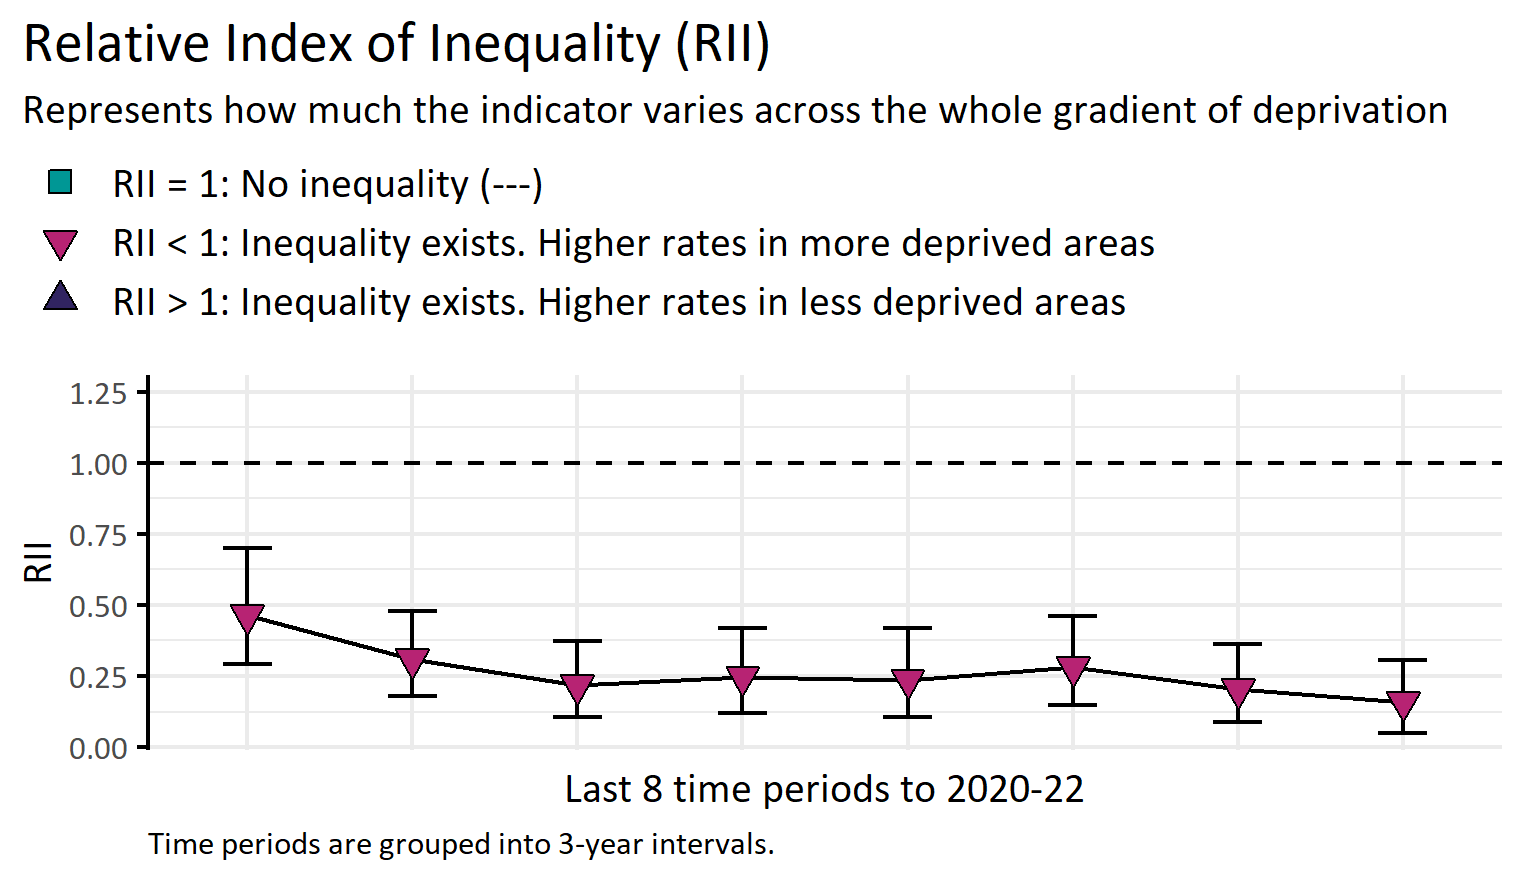 Relative Index of Inequality (RII)
Represents how much the indicator varies across the whole gradient of deprivation
RII = 1: No inequality (---)
RII < 1: Inequality exists. Higher rates in more deprived areas
RII > 1: Inequality exists. Higher rates in less deprived areas
1.25
1.00
0.75
0.50
0.25
0.00
RII
Last 8 time periods to 2020-22
Time periods are grouped into 3-year intervals.